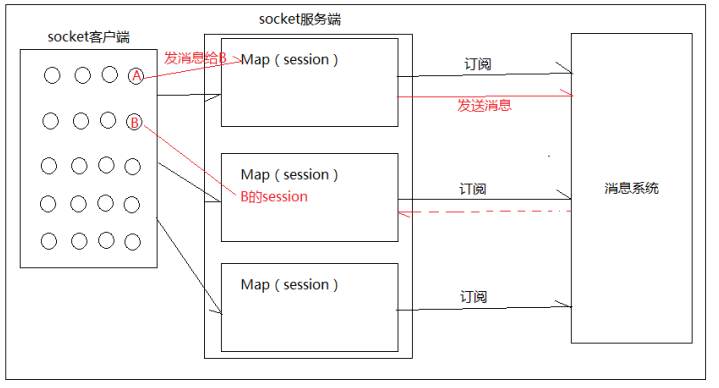 socket客户端
socket服务端
A
B
发消息给B
Map（session）
Map（session）
B的session
Map（session）
订阅
发送消息
订阅
订阅
消息系统